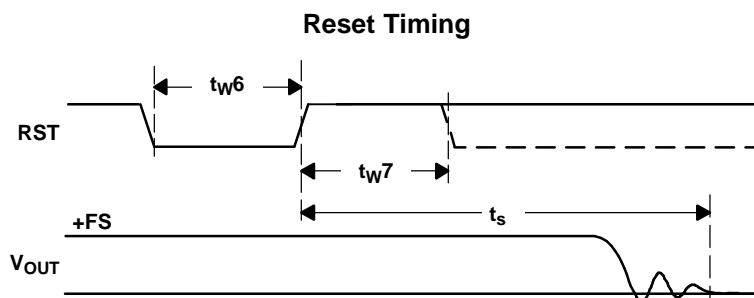 Reset Timing
tW6
RST
tW7
+FS
ts
VOUT